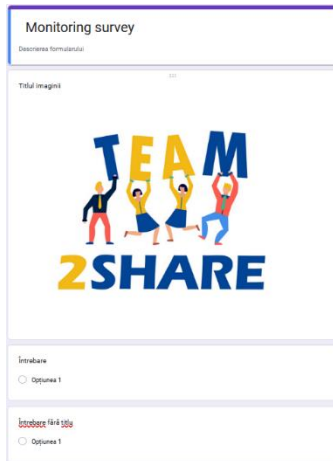 Monitoring survey
Descrierea formularului
Titlul imaginii
TEAM
2SHARE
Întrebare
Opțiunea 1
Întrebare fără titlu
Opțiunea 1